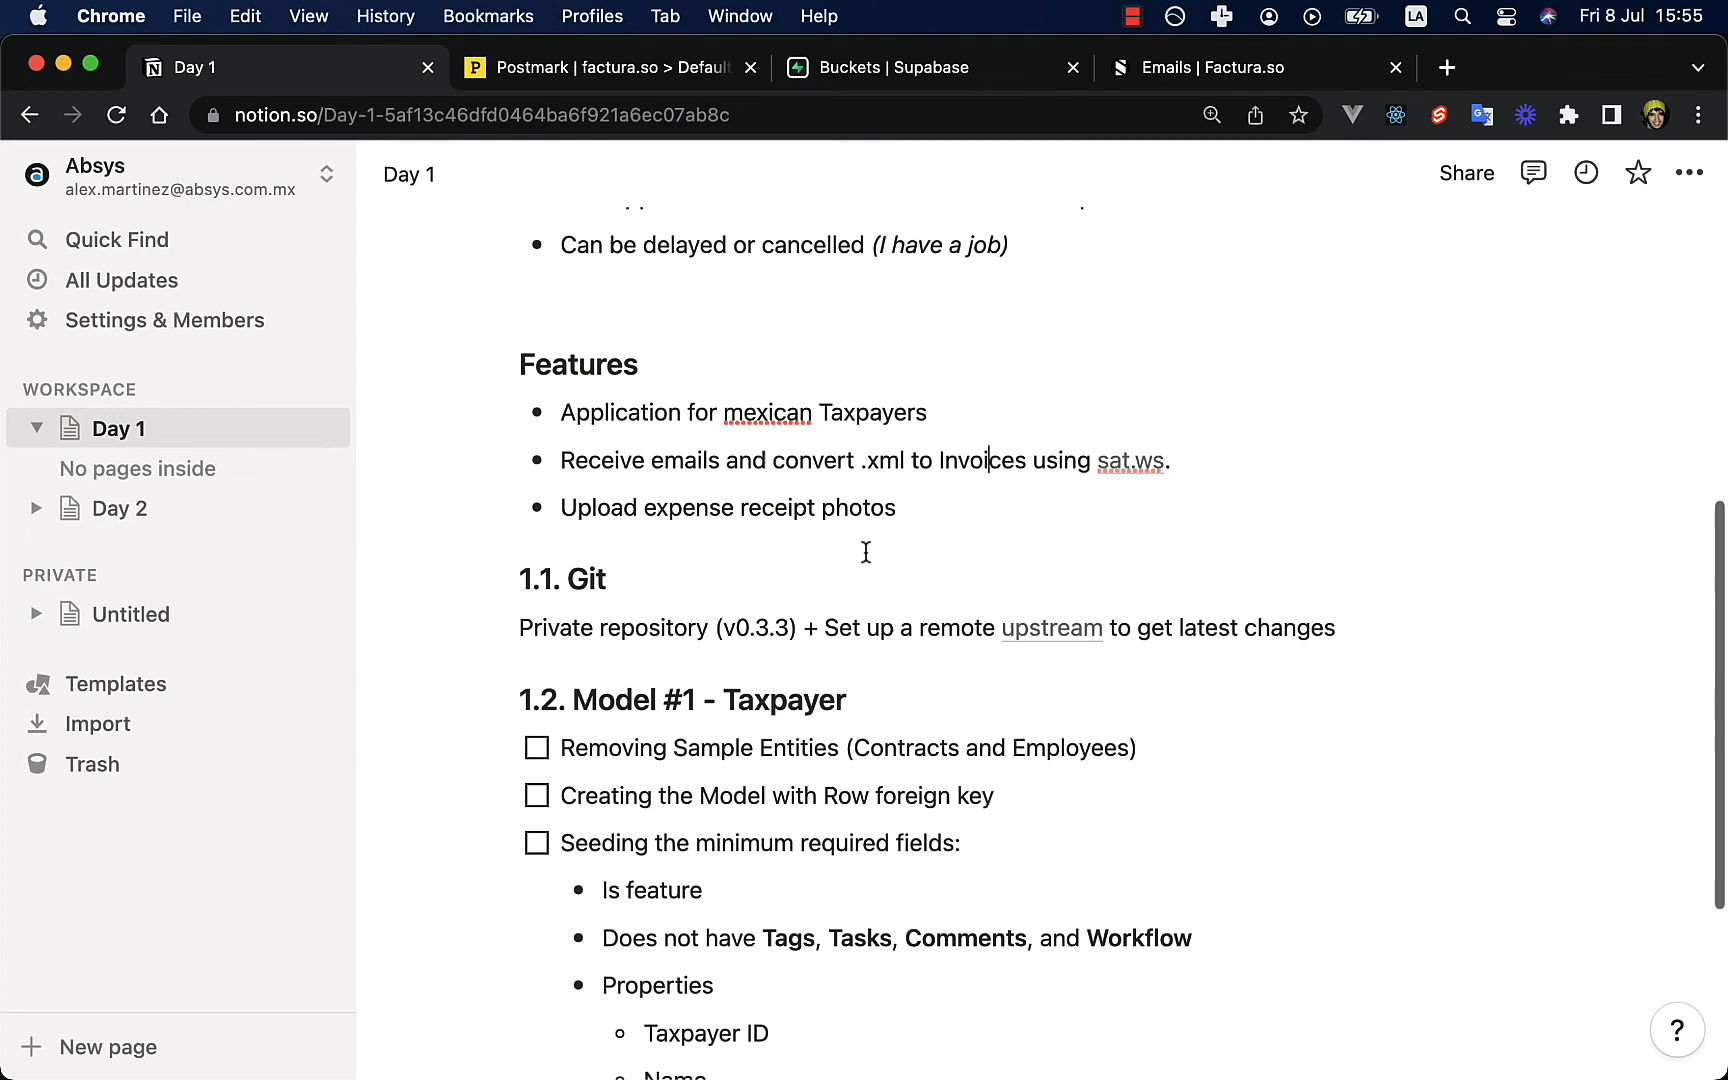 Chrome File Edit View History Bookmarks Profiles Tab Window Help LA Fri 8 Jul 15:55
Day 1 Postmark | factura.so > Default Buckets | Supabase Emails | Factura.so
notion.so/Day-1-5af13c46dfd0464ba6f921a6ec07ab8c
Absys
alex.martinez@absys.com.mx
Quick Find
All Updates
Settings & Members
WORKSPACE
Day 1
No pages inside
Day 2
PRIVATE
Untitled
Templates
Import
Trash
New page
Day 1
Share
• Can be delayed or cancelled (I have a job)
Features
• Application for mexican Taxpayers
• Receive emails and convert .xml to Invoices using sat.ws.
• Upload expense receipt photos
1.1. Git
Private repository (v0.3.3) + Set up a remote upstream to get latest changes
1.2. Model #1 - Taxpayer
Removing Sample Entities (Contracts and Employees)
Creating the Model with Row foreign key
Seeding the minimum required fields:
• Is feature
• Does not have Tags, Tasks, Comments, and Workflow
• Properties
◦ Taxpayer ID
◦ Name
?